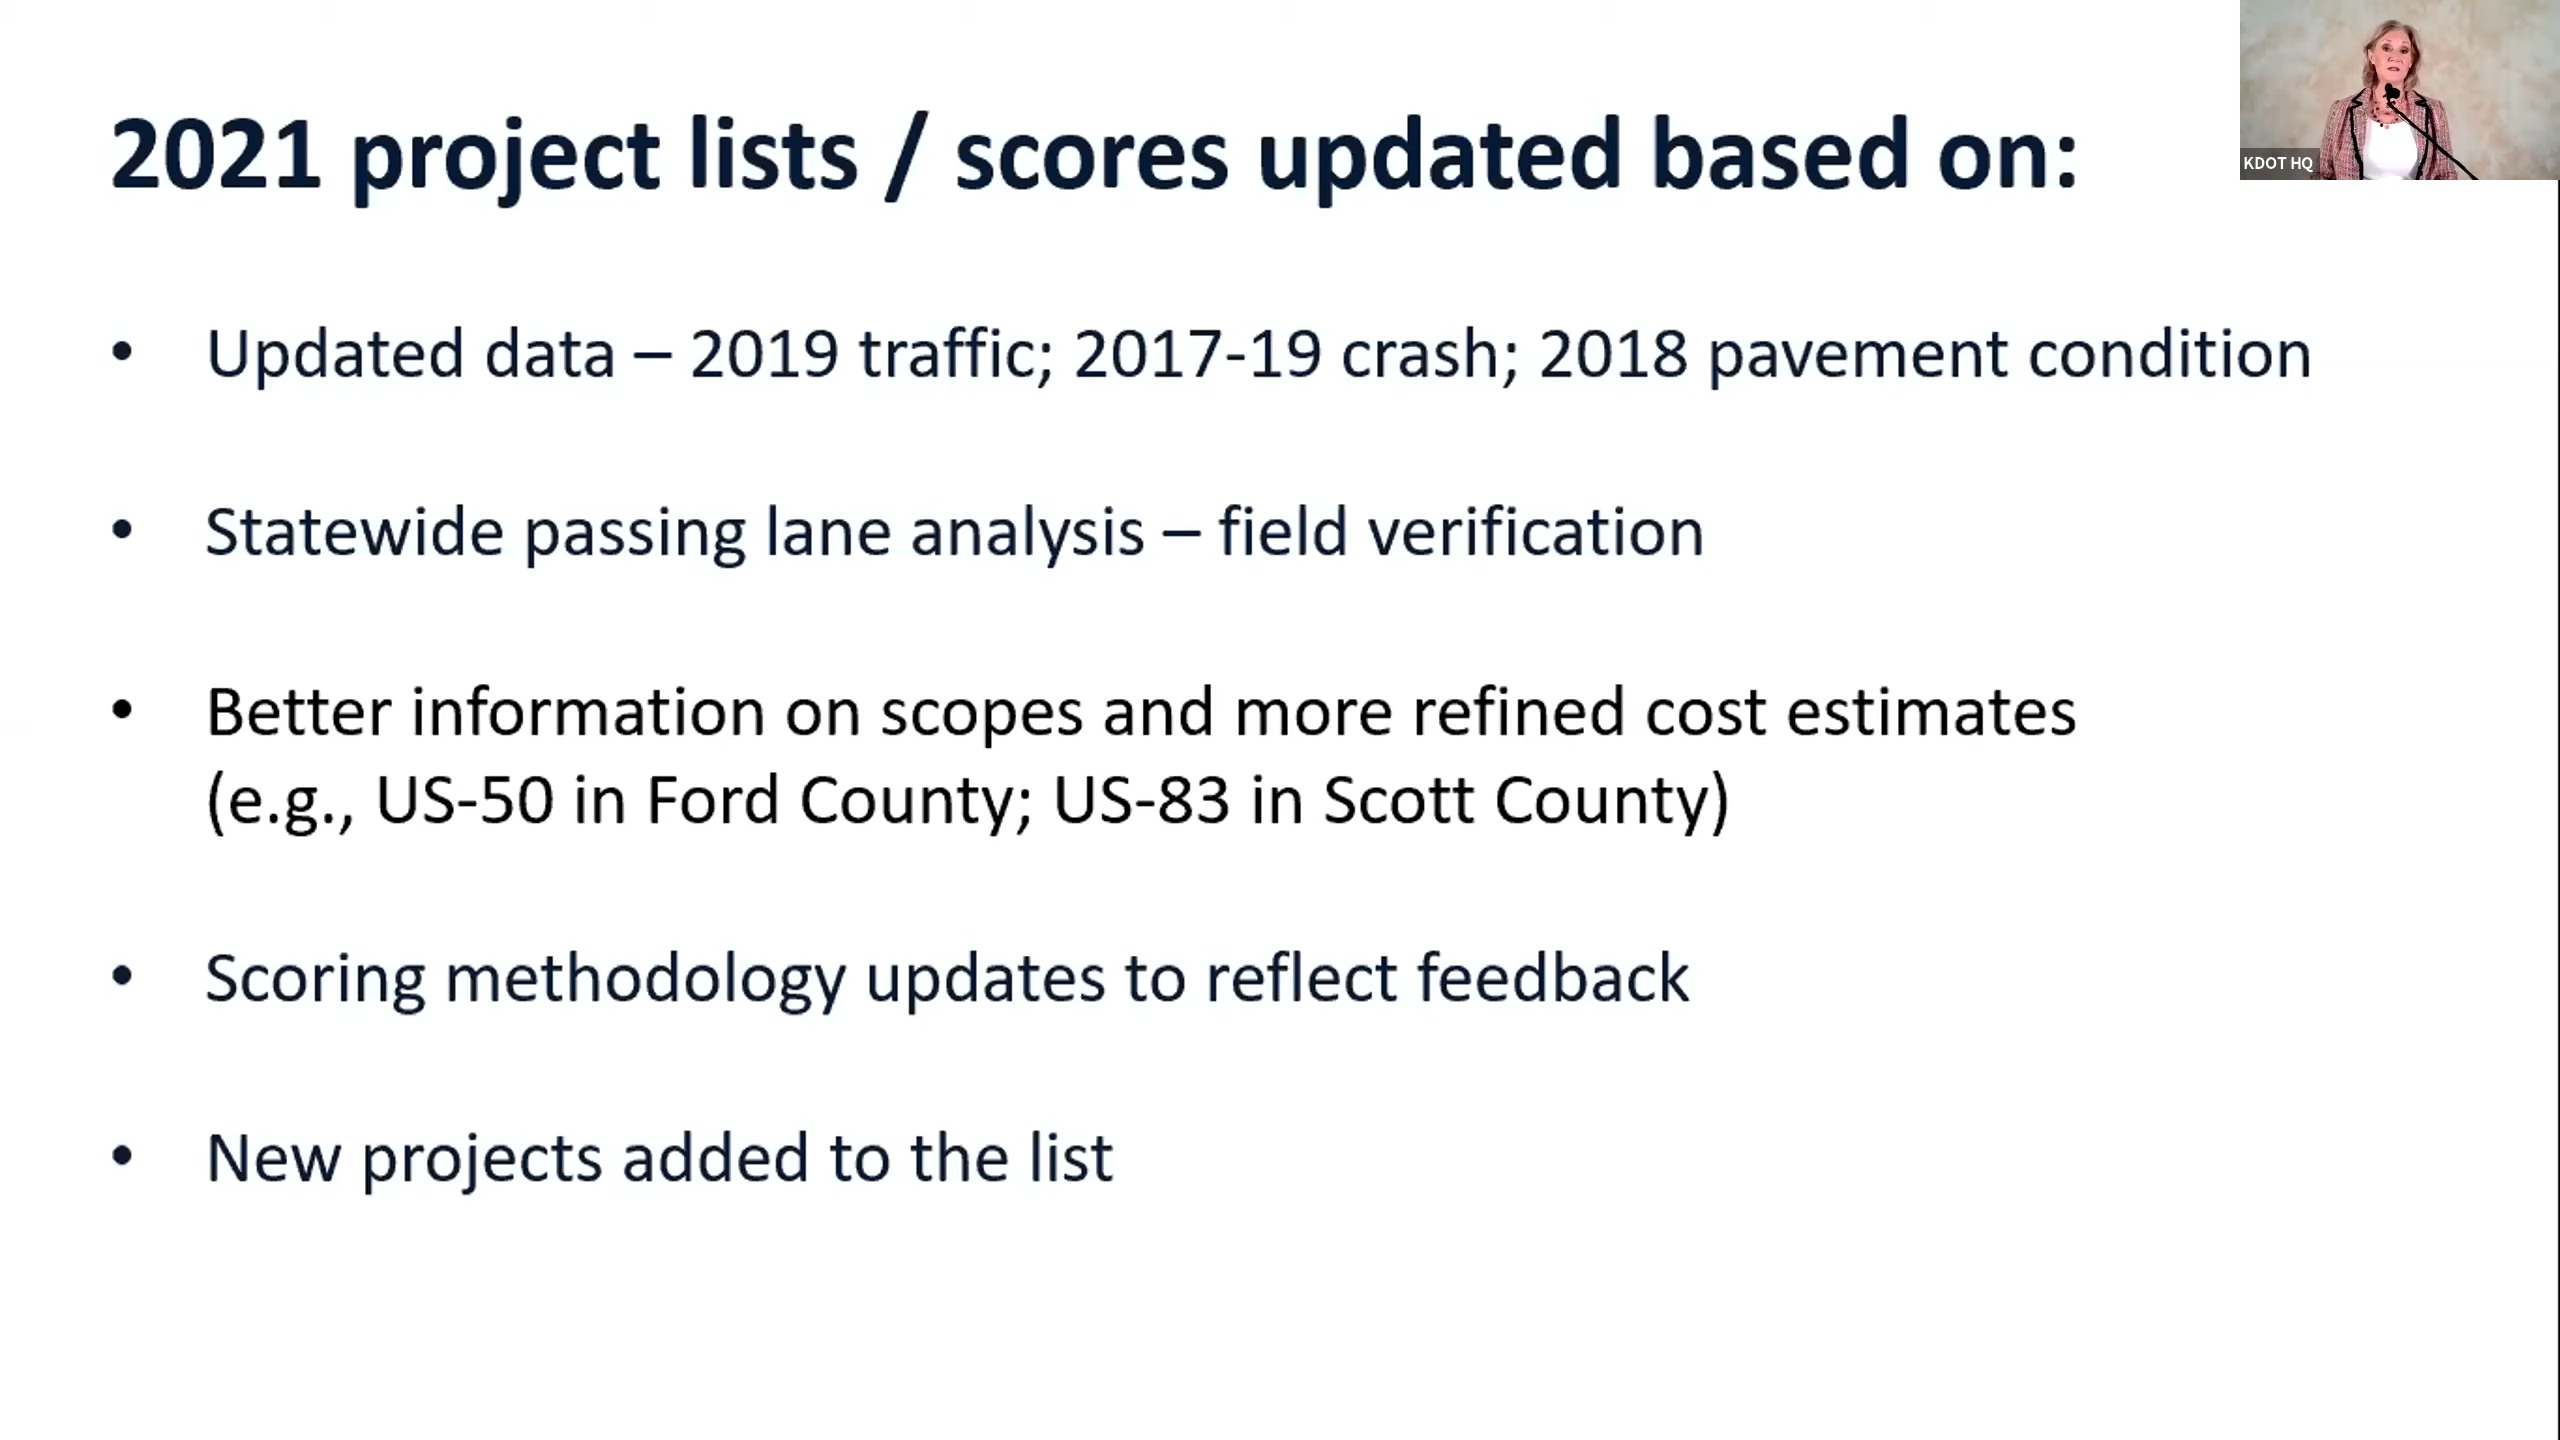 2021 project lists / scores updated based on:
KDOT HQ
• Updated data – 2019 traffic; 2017-19 crash; 2018 pavement condition
• Statewide passing lane analysis – field verification
• Better information on scopes and more refined cost estimates
(e.g., US-50 in Ford County; US-83 in Scott County)
• Scoring methodology updates to reflect feedback
• New projects added to the list